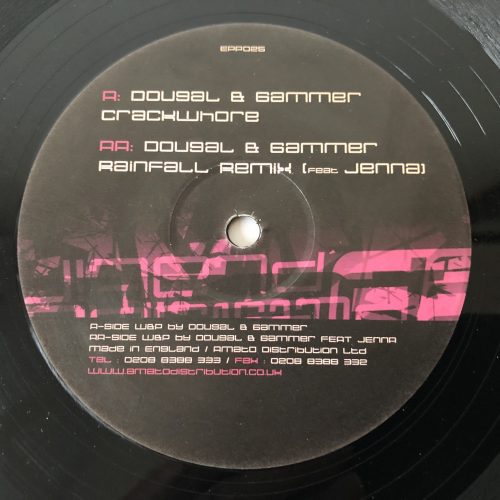 EPP025
A: Dougal & Gammer
Crackwhore
AA: Dougal & Gammer
Rainfall Remix (feat Jenna)
A-Side W&P by Dougal & Gammer
AA-Side W&P by Dougal & Gammer feat Jenna
Made in England / Amato Distribution Ltd
Tel : 0208 8388 333 / Fax : 0208 8388 332
www.amatodistribution.co.uk